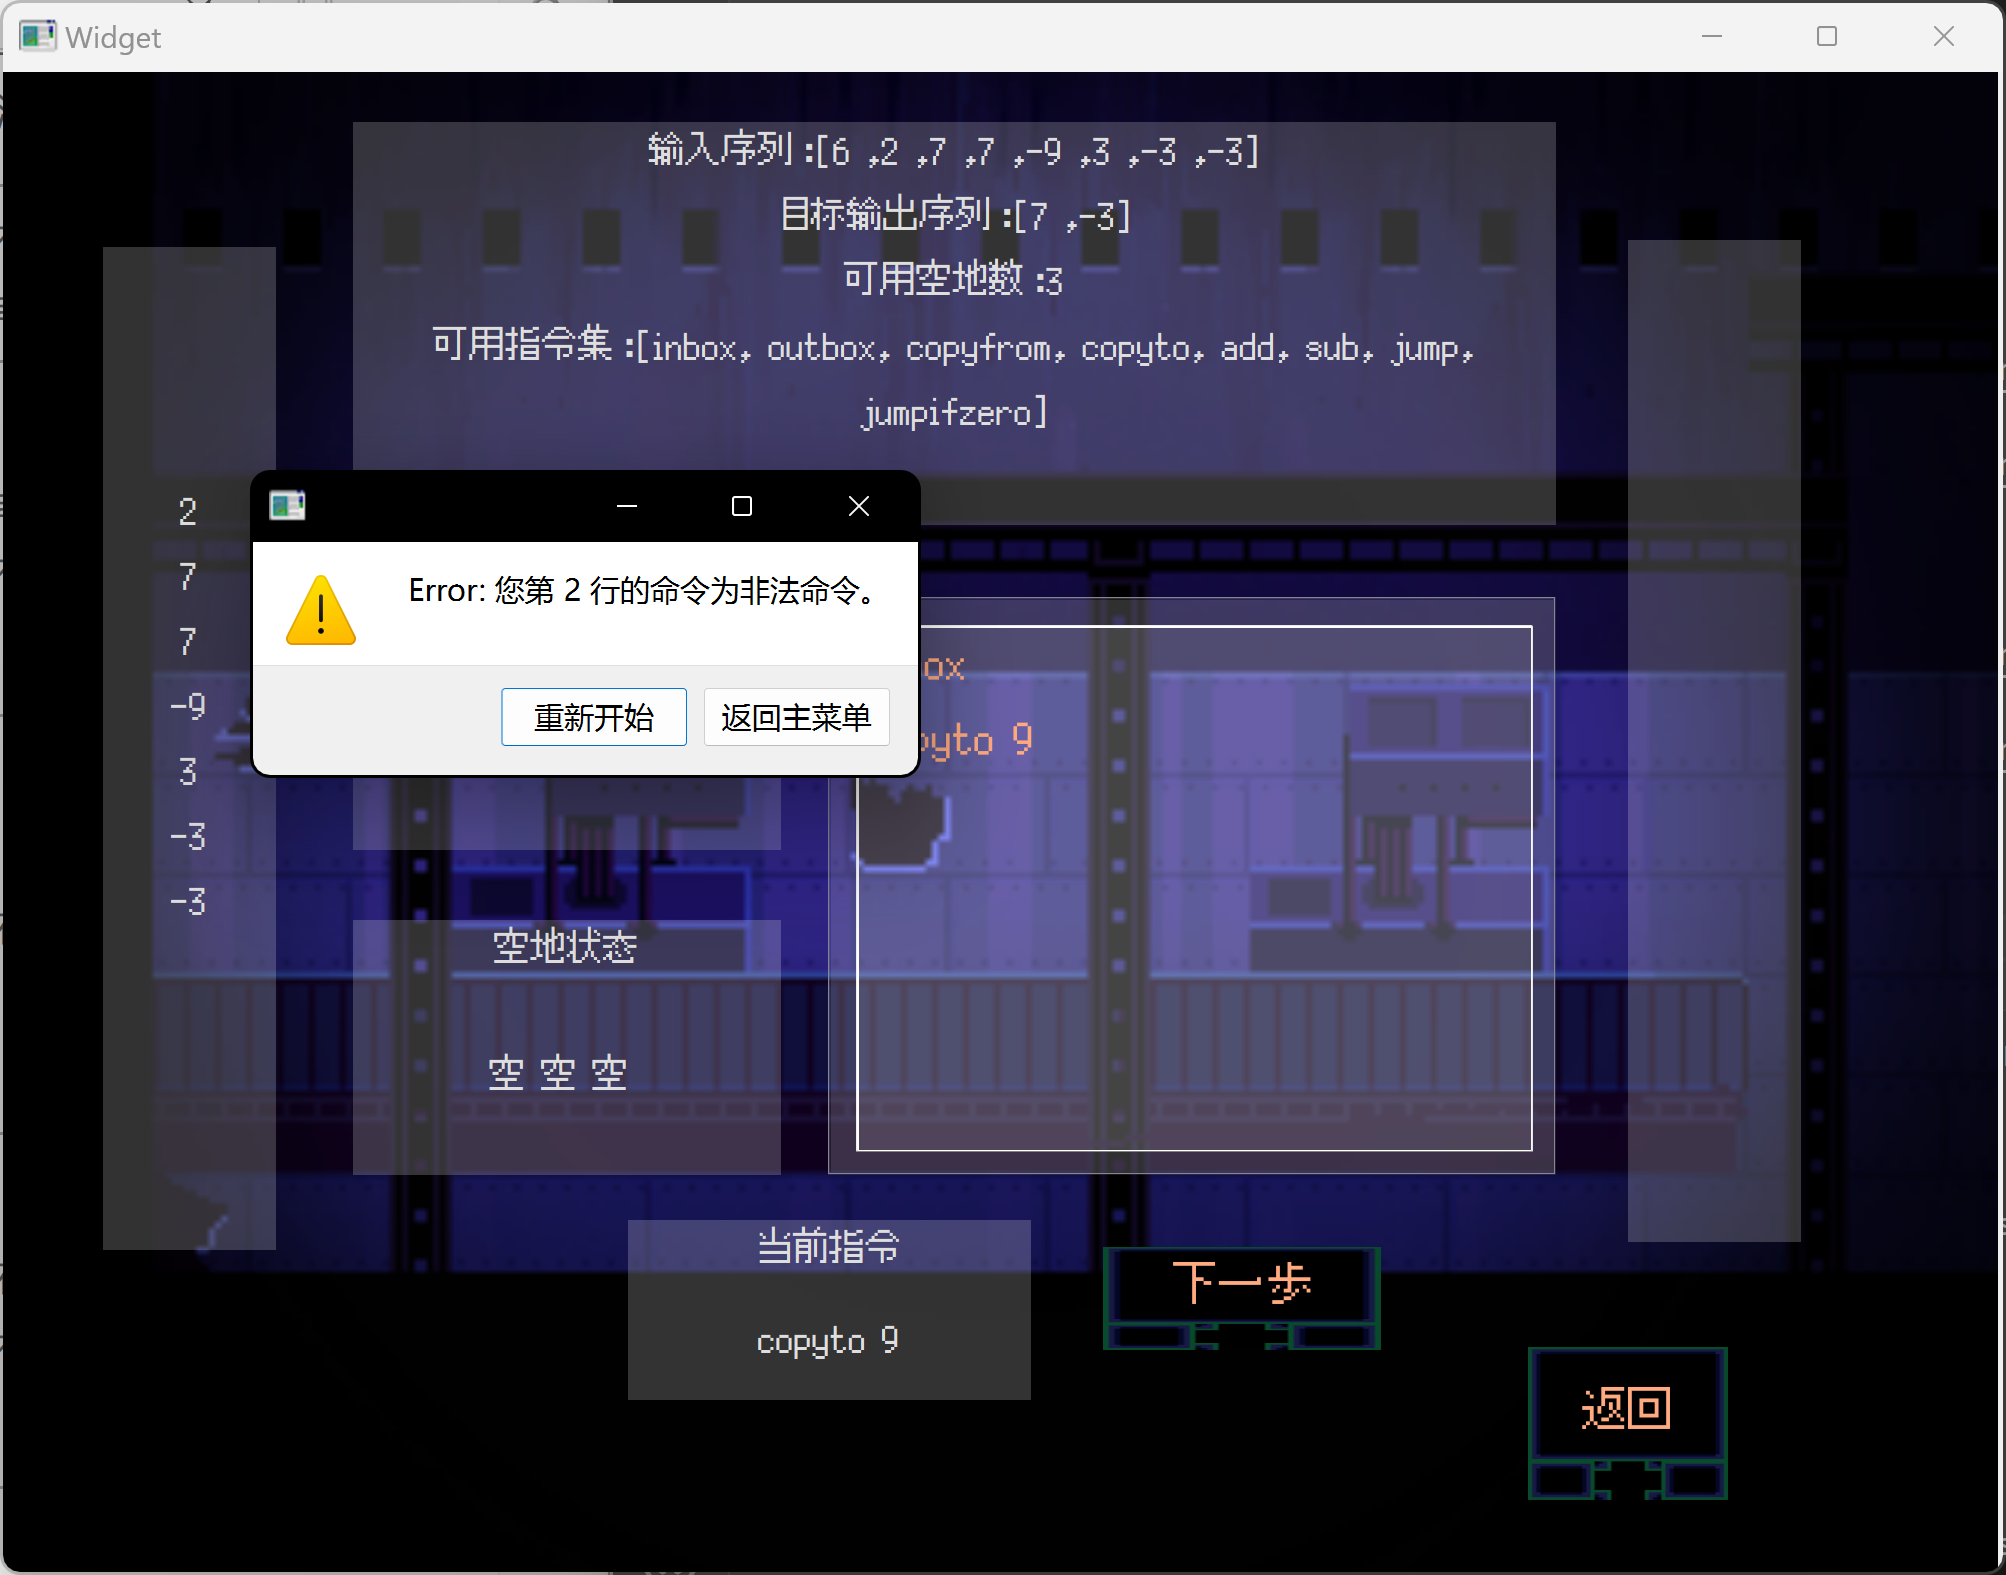 Widget
输入序列 :[6 ,2 ,7 ,7 ,-9 ,3 ,-3 ,-3]
目标输出序列 :[7 ,-3]
可用空地数 :3
可用指令集 :[inbox, outbox, copyfrom, copyto, add, sub, jump,
jumpifzero]
2
7
7
-9
3
-3
-3
Error: 您第 2 行的命令为非法命令。
重新开始
返回主菜单
ox
pyto 9
空地状态
空 空 空
当前指令
copyto 9
下一步
返回